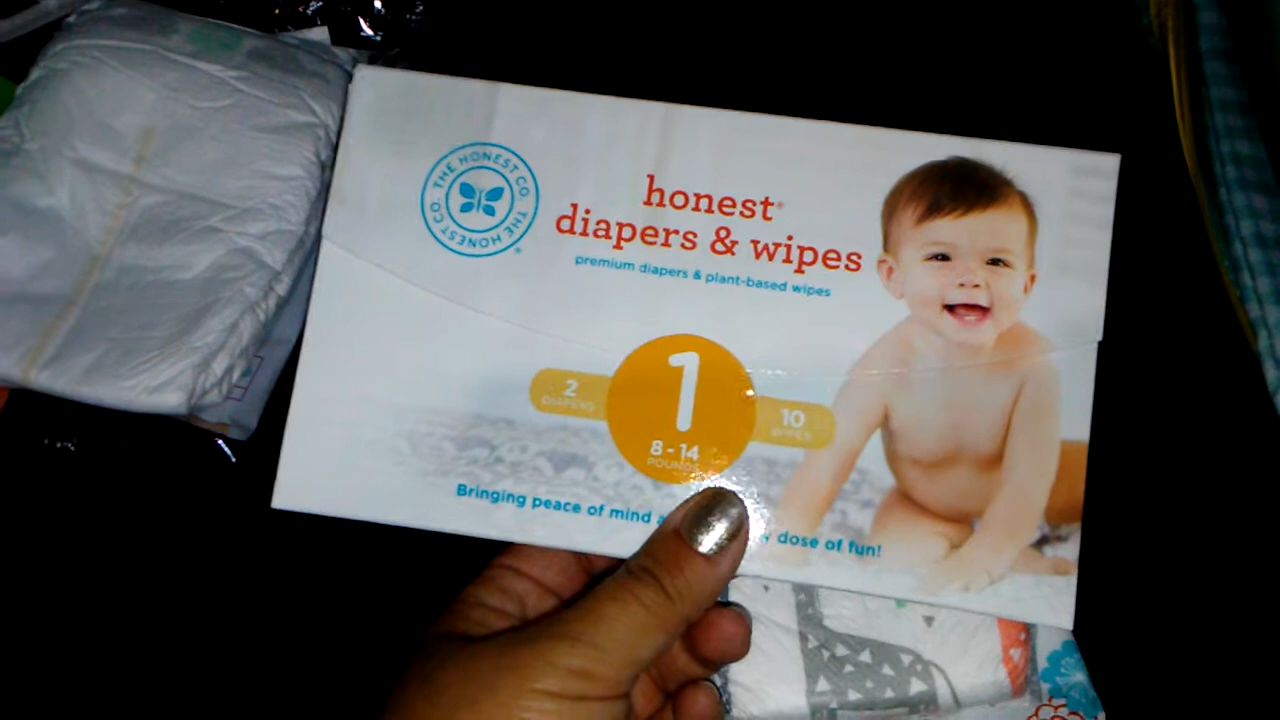 THE HONEST CO. THE HONEST CO.
honest
diapers & wipes
premium diapers & plant-based wipes
2
DIAPERS
1
8 - 14
POUNDS
10
WIPES
Bringing peace of mind dose of fun!